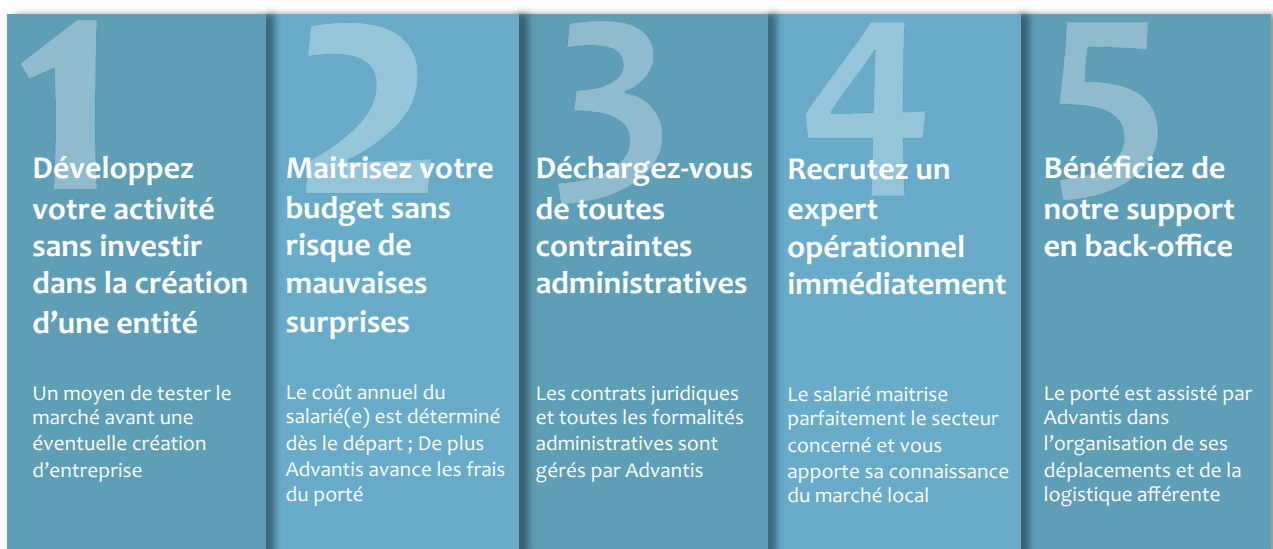 1
Développez
votre activité
sans investir
dans la création
d’une entité
Un moyen de tester le
marché avant une
éventuelle création
d’entreprise
2
Maitrisez votre
budget sans
risque de
mauvaises
surprises
Le coût annuel du
salarié(e) est déterminé
dès le départ ; De plus
Advantis avance les frais
du porté
3
Déchargez-vous
de toutes
contraintes
administratives
Les contrats juridiques
et toutes les formalités
administratives sont
gérés par Advantis
4
Recrutez un
expert
opérationnel
immédiatement
Le salarié maitrise
parfaitement le secteur
concerné et vous
apporte sa connaissance
du marché local
5
Bénéficiez de
notre support
en back-office
Le porté est assisté par
Advantis dans
l’organisation de ses
déplacements et de la
logistique afférente